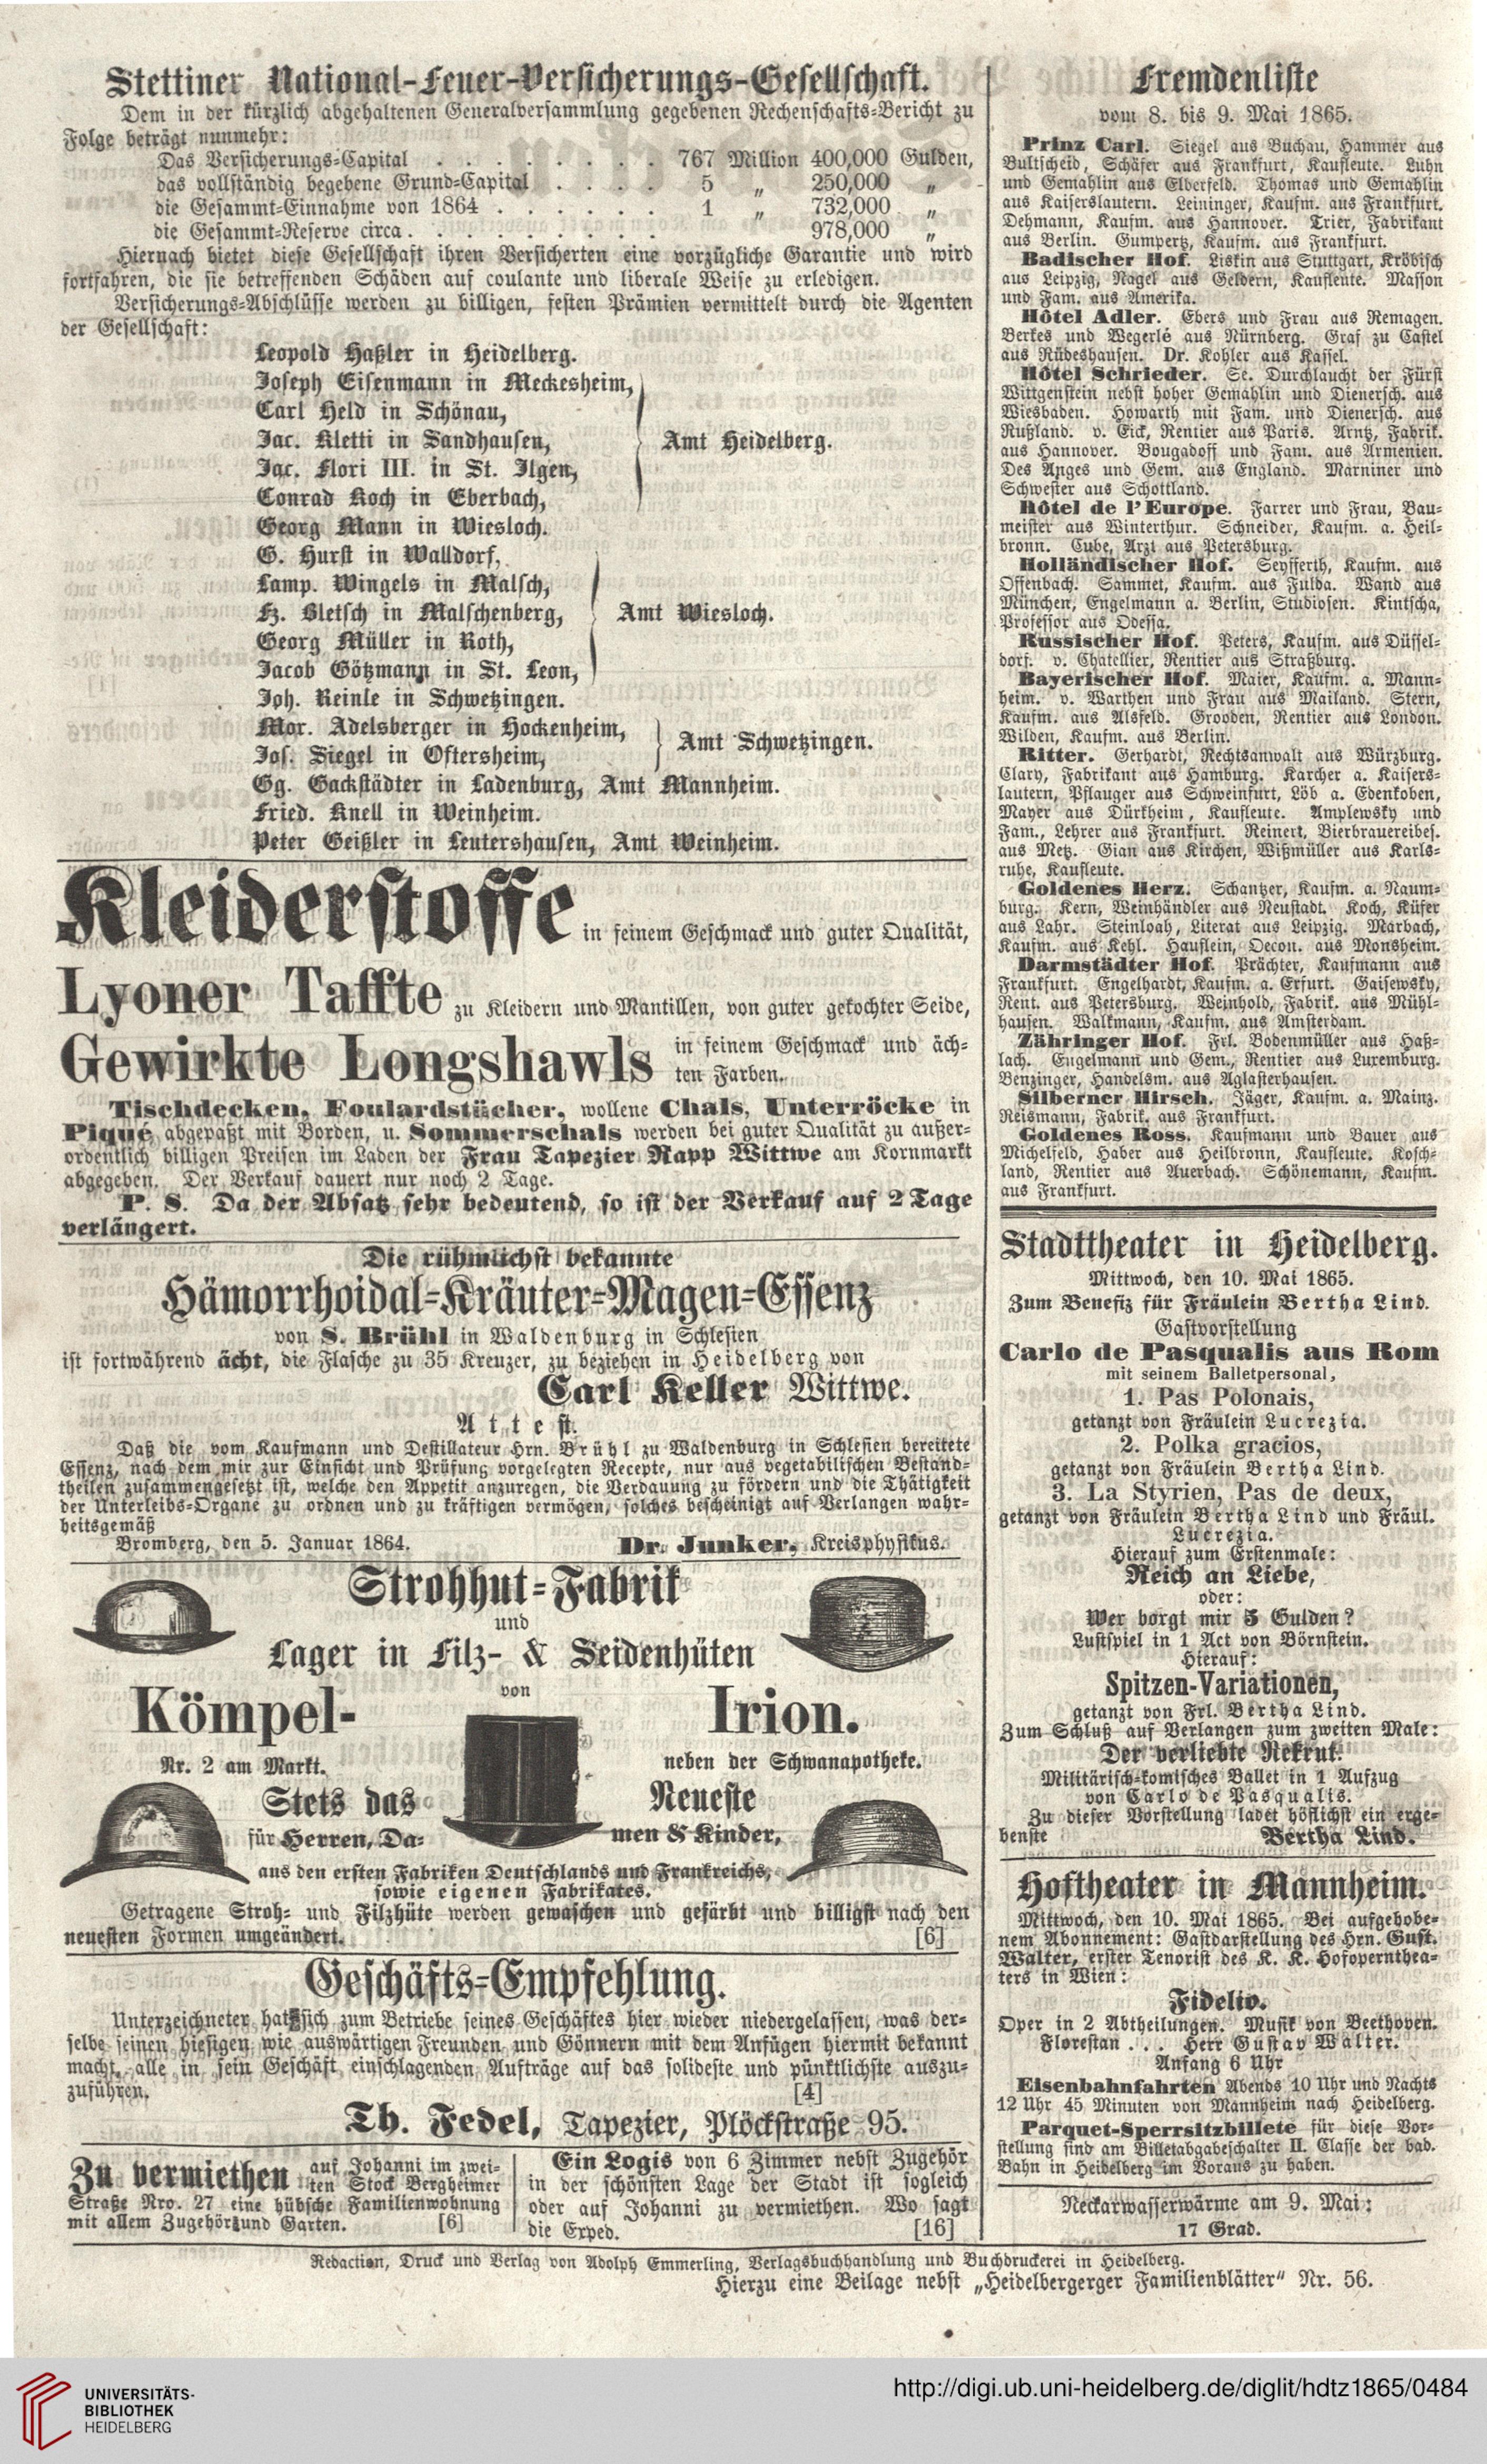 Stettiner National-Feuer-Versicherungs-Gesellschaft.
Dem in der kürzlich abgehaltenen Generalversammlung gegebenen Rechenschafts-Bericht zu
Folge beträgt nunmehr:
Das Versicherungs-Capital . . . . . . . . 767 Million 400,000 Gulden,
das vollständig begebene Grund-Capital . . . . 5 „ 250,000 „
die Gesammt-Einnahme von 1864 . . . . . . 1 „ 732,000 „
die Gesammt-Reserve circa . . . . . . . . 978,000 „
Hiernach bietet diese Gesellschaft ihren Versicherten eine vorzügliche Garantie und wird
fortfahren, die sie betreffenden Schäden auf coulante und liberale Weise zu erledigen.
Versicherungs-Abschlüsse werden zu billigen, festen Prämien vermittelt durch die Agenten
der Gesellschaft:
Leopold Haßler in Heidelberg.
Joseph Eisenmann in Meckesheim,
Carl Held in Schönau,
Jac. Kletti in Sandhausen, Amt Heidelberg.
Jac. Flori III. in St. Ilgen,
Conrad Koch in Eberbach,
Georg Mann in Wiesloch.
G. Hurst in Walldorf,
Lamp. Wingels in Malsch,
Fz. Bletsch in Malschenberg, Amt Wiesloch.
Georg Müller in Roth,
Jacob Götzmann in St. Leon,
Joh. Reinle in Schwetzingen.
Mor. Adelsberger in Hockenheim,
Jos. Siegel in Oftersheim, Amt Schwetzingen.
Gg. Gackstädter in Ladenburg, Amt Mannheim.
Fried. Knell in Weinheim.
Peter Geißler in Leutershausen, Amt Weinheim.
Kleiderstoffe in feinem Geschmack und guter Qualität,
Lyoner Taffte zu Kleidern und Mantillen, von guter gekochter Seide,
Gewirkte Longshawls in feinem Geschmack und äch-
ten Farben.
Tischdecken, Foulardstücher, wollene Chals, Unterröcke in
Piqué abgepaßt mit Borden, u. Sommerschals werden bei guter Qualität zu außer-
ordentlich billigen Preisen im Laden der Frau Tapezier Rapp Wittwe am Kornmarkt
abgegeben. Der Verkauf dauert nur noch 2 Tage.
P. S. Da der Absatz sehr bedeutend, so ist der Verkauf auf 2 Tage
verlängert.
Die rühmlichst bekannte
Hämorrhoidal-Kräuter-Magen-Essenz
von S. Brühl in Waldenburg in Schlesien
ist fortwährend ächt, die Flasche zu 35 Kreuzer, zu beziehen in Heidelberg von
Carl Keller Wittwe.
Attest.
Daß die vom Kaufmann und Destillateur Hrn. Brühl zu Waldenburg in Schlesien bereitete
Essenz, nach dem mir zur Einsicht und Prüfung vorgelegten Recepte, nur aus vegetabilischen Bestand-
theilen zusammengesetzt ist, welche den Appetit anzuregen, die Verdauung zu fördern und die Thätigkeit
der Unterleibs-Organe zu ordnen und zu kräftigen vermögen, solches bescheinigt auf Verlangen wahr-
heitsgemäß
Bromberg, den 5. Januar 1864. Dr. Junker, Kreisphysikus.
Strohhut-Fabrik
und
Lager in Filz- & Seidenhüten
von
Kömpel- Irion.
Nr. 2 am Markt. neben der Schwanapotheke.
Stets das Neueste
für Herren, Da- men & Kinder,
aus den ersten Fabriken Deutschlands und Frankreichs,
sowie eigenen Fabrikates.
Getragene Stroh- und Filzhüte werden gewaschen und gefärbt und billigst nach den
neuesten Formen umgeändert. [6]
Geschäfts-Empfehlung.
Unterzeichneter hat sich zum Betriebe seines Geschäftes hier wieder niedergelassen, was der-
selbe seinen hiesigen wie auswärtigen Freunden und Gönnern mit dem Anfügen hiermit bekannt
macht, alle in sein Geschäft einschlagenden Aufträge auf das solideste und pünktlichste auszu-
zuführen. [4]
Th. Fedel, Tapezier, Plöckstraße 95.
Zu vermiethen auf Johanni im zwei-
ten Stock Bergheimer
Straße Nro. 27 eine hübsche Familienwohnung
mit allem Zugehör und Garten. [6]
Ein Logis von 6 Zimmer nebst Zugehör
in der schönsten Lage der Stadt ist sogleich
oder auf Johanni zu vermiethen. Wo sagt
die Exped. [16]
Fremdenliste
vom 8. bis 9. Mai 1865.
Prinz Carl. Siegel aus Buchau, Hammer aus
Bultscheid, Schäfer aus Frankfurt, Kaufleute. Luhn
und Gemahlin aus Elberfeld. Thomas und Gemahlin
aus Kaiserslautern. Leininger, Kaufm. aus Frankfurt.
Dehmann, Kaufm. aus Hannover. Trier, Fabrikant
aus Berlin. Gumpertz, Kaufm. aus Frankfurt.
Badischer Hof. Liskin aus Stuttgart, Kröbisch
aus Leipzig, Nagel aus Geldern, Kaufleute. Masson
und Fam. aus Amerika.
Hôtel Adler. Ebers und Frau aus Remagen.
Berkes und Wegerlé aus Nürnberg. Graf zu Castel
aus Rüdeshausen. Dr. Kohler aus Kassel.
Hôtel Schrieder. Se. Durchlaucht der Fürst
Wittgenstein nebst hoher Gemahlin und Dienersch. aus
Wiesbaden. Howarth mit Fam. und Dienersch. aus
Rußland. v. Eick, Rentier aus Paris. Arntz, Fabrik.
aus Hannover. Bougadoff und Fam. aus Armenien.
Des Anges und Gem. aus England. Marniner und
Schwester aus Schottland.
Hôtel de l'Europe. Farrer und Frau, Bau-
meister aus Winterthur. Schneider, Kaufm. a. Heil-
bronn. Cube, Arzt aus Petersburg.
Holländischer Hof. Seyfferth, Kaufm. aus
Offenbach. Sammet, Kaufm. aus Fulda. Wand aus
München, Engelmann a. Berlin, Studiosen. Kintscha,
Professor aus Odessa.
Russischer Hof. Peters, Kaufm. aus Düssel-
dorf. v. Chatellier, Rentier aus Straßburg.
Bayerischer Hof. Maier, Kaufm. a. Mann-
heim. v. Warthen und Frau aus Mailand. Stern,
Kaufm. aus Alsfeld. Grooden, Rentier aus London.
Wilden, Kaufm. aus Berlin.
Ritter. Gerhardt, Rechtsanwalt aus Würzburg.
Clary, Fabrikant aus Hamburg. Karcher a. Kaisers-
lautern, Pflauger aus Schweinfurt, Löb a. Edenkoben,
Mayer aus Dürkheim, Kaufleute. Amplewsky und
Fam., Lehrer aus Frankfurt. Reinert, Bierbrauereibes.
aus Metz. Gian aus Kirchen, Wißmüller aus Karls-
ruhe, Kaufleute.
Goldenes Herz. Schantzer, Kaufm. a. Naum-
burg. Kern, Weinhändler aus Neustadt. Koch, Küfer
aus Lahr. Steinloah, Literat aus Leipzig. Marbach,
Kaufm. aus Kehl. Hauflein, Oecon. aus Monsheim.
Darmstädter Hof. Prächter, Kaufmann aus
Frankfurt. Engelhardt, Kaufm. a. Erfurt. Gaisewsky,
Rent. aus Petersburg. Weinhold, Fabrik. aus Mühl-
hausen. Walkmann, Kaufm. aus Amsterdam.
Zähringer Hof. Frl. Bodenmüller aus Haß-
lach. Engelmann und Gem., Rentier aus Luxemburg.
Benzinger, Handelsm. aus Aglasterhausen.
Silberner Hirsch. Jäger, Kaufm. a. Mainz.
Reismann, Fabrik. aus Frankfurt.
Goldenes Ross. Kaufmann und Bauer aus
Michelfeld, Haber aus Heilbronn, Kaufleute. Kosch-
land, Rentier aus Auerbach. Schönemann, Kaufm.
aus Frankfurt.
Stadttheater in Heidelberg.
Mittwoch, den 10. Mai 1865.
Zum Benefiz für Fräulein Bertha Lind.
Gastvorstellung
Carlo de Pasqualis aus Rom
mit seinem Balletpersonal,
1. Pas Polonais,
getanzt von Fräulein Lucrezia.
2. Polka gracios,
getanzt von Fräulein Bertha Lind.
3. La Styrien, Pas de deux,
getanzt von Fräulein Bertha Lind und Fräul.
Lucrezia.
Hierauf zum Erstenmale:
Reich an Liebe,
oder:
Wer borgt mir 5 Gulden?
Lustspiel in 1 Act von Börnstein.
Hierauf:
Spitzen-Variationen,
getanzt von Frl. Bertha Lind.
Zum Schluß auf Verlangen zum zweiten Male:
Der verliebte Rekrut.
Militärisch-komisches Ballet in 1 Aufzug
von Carlo de Pasqualis.
Zu dieser Vorstellung ladet höflichst ein erge-
benste Bertha Lind.
Hoftheater in Mannheim.
Mittwoch, den 10. Mai 1865. Bei aufgehobe-
nem Abonnement: Gastdarstellung des Hrn. Gust.
Walter, erster Tenorist des K. K. Hofopernthea-
ters in Wien:
Fidelio.
Oper in 2 Abtheilungen. Musik von Beethoven.
Florestan . . . Herr Gustav Walter.
Anfang 6 Uhr
Eisenbahnfahrten Abends 10 Uhr und Nachts
12 Uhr 45 Minuten von Mannheim nach Heidelberg.
Parquet-Sperrsitzbillete für diese Vor-
stellung sind am Billetabgabeschalter II. Classe der bad.
Bahn in Heidelberg im Voraus zu haben.
Neckarwasserwärme am 9. Mai:
17 Grad.
Redaction, Druck und Verlag von Adolph Emmerling, Verlagsbuchhandlung und Buchdruckerei in Heidelberg.
Hierzu eine Beilage nebst „Heidelbergerger Familienblätter" Nr. 56.
UNIVERSITÄTS-
BIBLIOTHEK
HEIDELBERG
http://digi.ub.uni-heidelberg.de/diglit/hdtz1865/0484